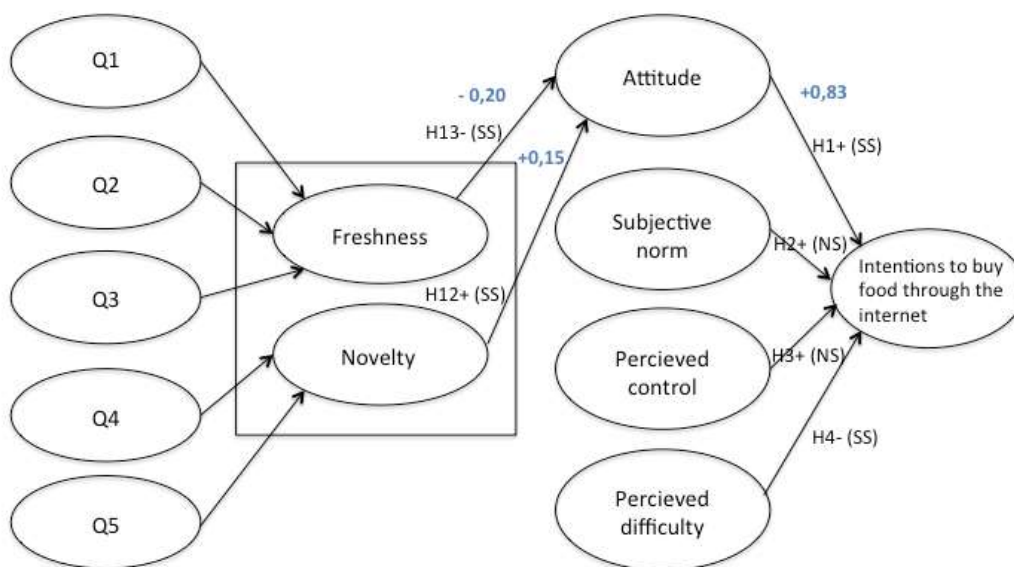 Q1
Q2
Q3
Q4
Q5
Freshness
Novelty
- 0,20
H13- (SS)
+0,15
H12+ (SS)
Attitude
Subjective
norm
Percieved
control
Percieved
difficulty
+0,83
H1+ (SS)
H2+ (NS)
H3+ (NS)
H4- (SS)
Intentions to buy
food through the
internet